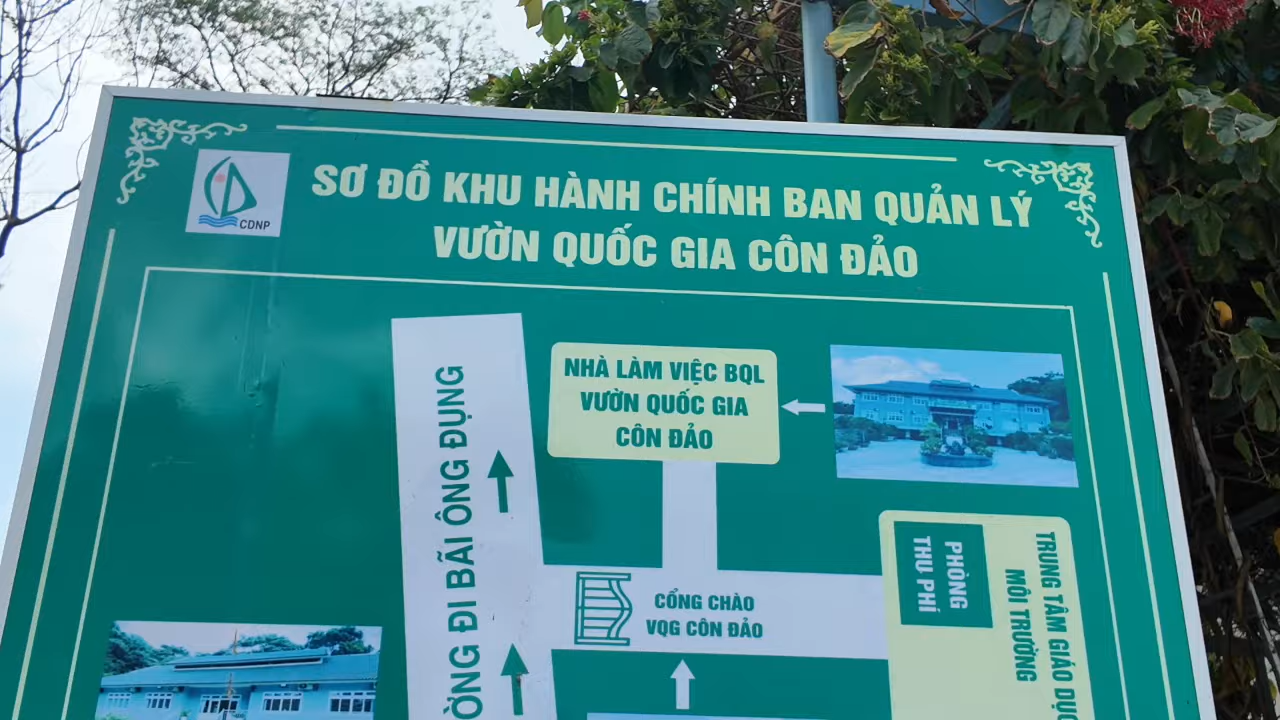 CDNP
SƠ ĐỒ KHU HÀNH CHÍNH BAN QUẢN LÝ
VƯỜN QUỐC GIA CÔN ĐẢO
NHÀ LÀM VIỆC BQL
VƯỜN QUỐC GIA
CÔN ĐẢO
ĐI BÃI ÔNG ĐỤNG
CỔNG CHÀO
VQG CÔN ĐẢO
PHÒNG
THU PHÍ
TRUNG TÂM GIÁO DỤC
MÔI TRƯỜNG